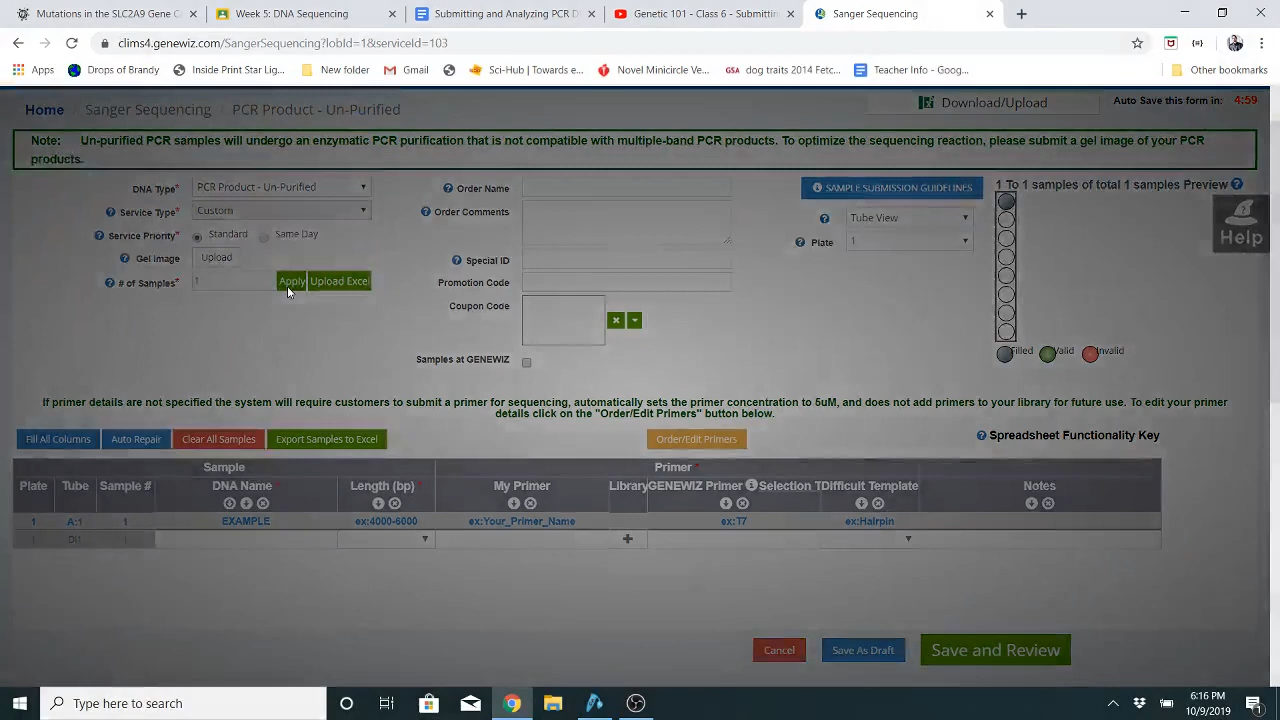 Mutations in the SLC2A9 Gene C
Week 5: DNA Sequencing
Submitting and Analyzing PCR D
Genetic 101- Class 6 - Submittin
Sanger Sequencing
clims4.genewiz.com/SangerSequencing?lobId=1&serviceId=103
Apps
Drops of Brandy
Inside Print Star Lig...
New folder
Gmail
Sci-Hub | Towards e...
Novel Minicircle Ve...
GSA dog traits 2014 Fetc...
Teacher Info - Goog...
Other bookmarks
Home / Sanger Sequencing / PCR Product - Un-Purified
Download/Upload
Auto Save this form in: 4:59
Note: Un-purified PCR samples will undergo an enzymatic PCR purification that is not compatible with multiple-band PCR products. To optimize the sequencing reaction, please submit a gel image of your PCR
products.
DNA Type* PCR Product - Un-Purified
Service Type* Custom
Service Priority* Standard Same Day
Gel Image Upload
# of Samples* 1 Apply Upload Excel
Order Name
Order Comments
Special ID
Promotion Code
Coupon Code
Samples at GENEWIZ
SAMPLE SUBMISSION GUIDELINES
Tube View
Plate 1
1 To 1 samples of total 1 samples Preview
Filled Valid Invalid
Help
If primer details are not specified the system will require customers to submit a primer for sequencing, automatically sets the primer concentration to 5uM, and does not add primers to your library for future use. To edit your primer
details click on the "Order/Edit Primers" button below.
Fill All Columns Auto Repair Clear All Samples Export Samples to Excel Order/Edit Primers Spreadsheet Functionality Key
Sample Primer *
Plate Tube Sample # DNA Name * Length (bp) * My Primer Library GENEWIZ Primer Selection T Difficult Template Notes
1 A:1 1 EXAMPLE ex:4000-6000 ex:Your_Primer_Name ex:T7 ex:Hairpin
1 1
Cancel Save As Draft Save and Review
Type here to search
6:16 PM
10/9/2019